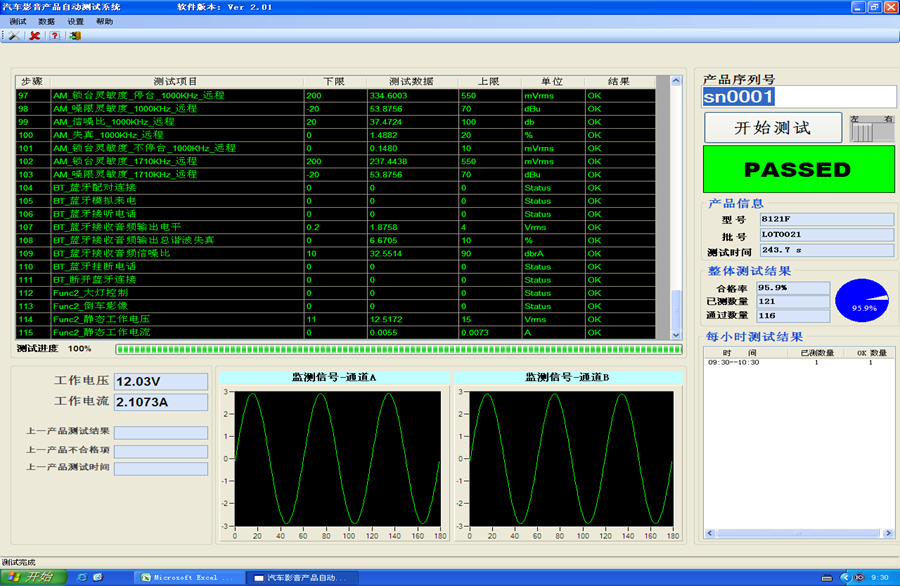 汽车影音产品自动测试系统 软件版本: Ver 2.01
测试 数据 设置 帮助
步骤 测试项目 下限 测试数据 上限 单位 结果
97 AM_锁台灵敏度_停台_1000KHz_远程 200 334.6003 550 mVrms OK
98 AM_噪限灵敏度_1000KHz_远程 -20 53.8756 70 dBu OK
99 AM_信噪比_1000KHz_远程 20 37.4724 100 db OK
100 AM_失真_1000KHz_远程 0 1.4882 20 % OK
101 AM_锁台灵敏度_不停台_1000KHz_远程 0 0.1480 10 mVrms OK
102 AM_锁台灵敏度_1710KHz_远程 200 237.4438 550 mVrms OK
103 AM_噪限灵敏度_1710KHz_远程 -20 53.8756 70 dBu OK
104 BT_蓝牙配对连接 0 0 0 Status OK
105 BT_蓝牙模拟来电 0 0 0 Status OK
106 BT_蓝牙接听电话 0 0 0 Status OK
107 BT_蓝牙接收音频输出电平 0.2 1.8758 4 Vrms OK
108 BT_蓝牙接收音频输出总谐波失真 0 6.6705 10 % OK
109 BT_蓝牙接收音频信噪比 10 32.5514 90 dbrA OK
110 BT_蓝牙挂断电话 0 0 0 Status OK
111 BT_断开蓝牙连接 0 0 0 Status OK
112 Func2_大灯控制 0 0 0 Status OK
113 Func2_倒车影像 0 0 0 Status OK
114 Func2_静态工作电压 11 12.5172 15 Vrms OK
115 Func2_静态工作电流 0 0.0055 0.0073 A OK
测试进度 100%
产品序列号
sn0001
开始测试 左 右
PASSED
产品信息
型 号 8121F
批 号 LOT0021
测试时间 243.7 s
整体测试结果
合格率 95.9%
已测数量 121
通过数量 116
95.9%
每小时测试结果
时 间 已测数量 OK 数量
09:30--10:30 1 1
工作电压 12.03V
工作电流 2.1073A
上一产品测试结果
上一产品不合格项
上一产品测试时间
监测信号-通道A
3
2
1
0
-1
-2
-3
0 20 40 60 80 100 120 140 160 180
监测信号-通道B
3
2
1
0
-1
-2
-3
0 20 40 60 80 100 120 140 160 180
测试完成
开始 Microsoft Excel ... 汽车影音产品自动... 9:30